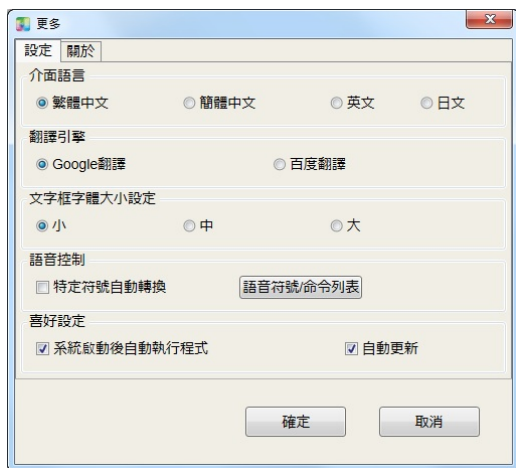 更多
設定 關於
介面語言
繁體中文 簡體中文 英文 日文
翻譯引擎
Google翻譯 百度翻譯
文字框字體大小設定
小 中 大
語音控制
特定符號自動轉換 語音符號/命令列表
喜好設定
系統啟動後自動執行程式 自動更新
確定 取消